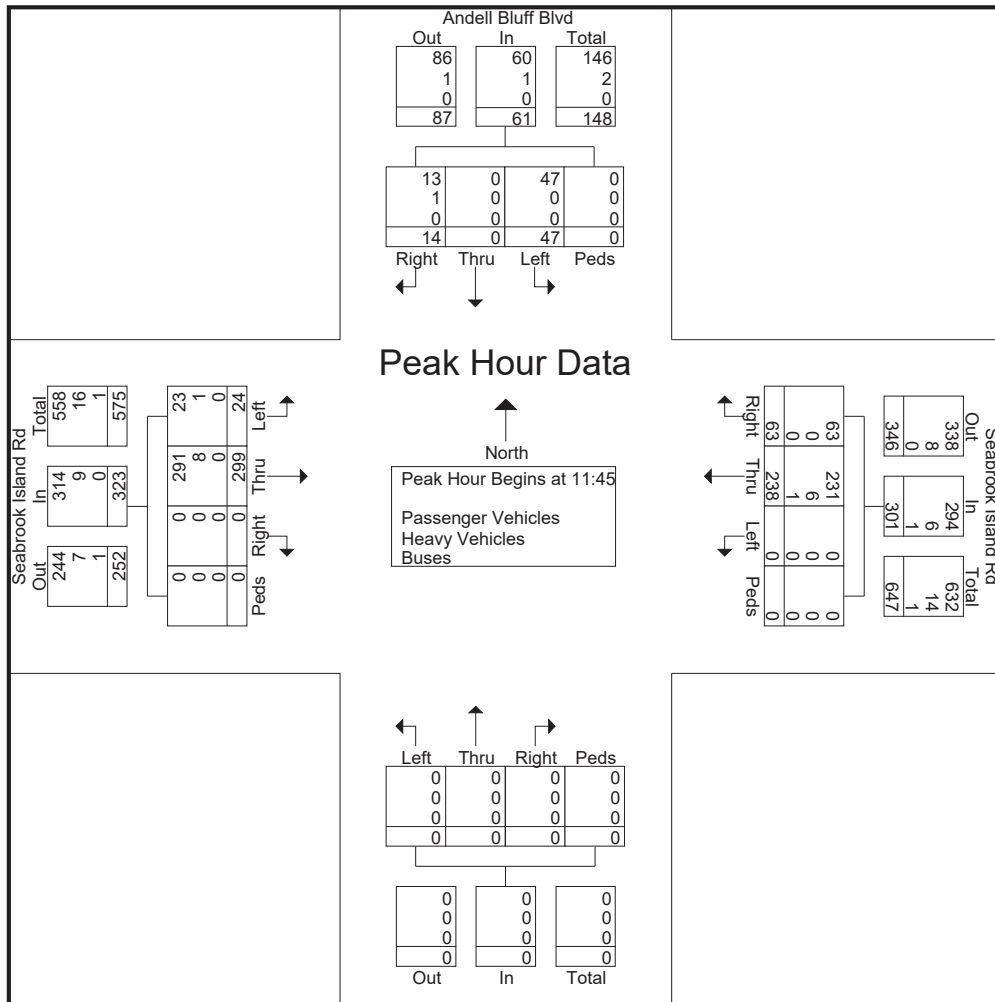 Andell Bluff Blvd
Out In Total
86 60 146
1 1 2
0 0 0
87 61 148
13 0 47 0
1 0 0 0
0 0 0 0
14 0 47 0
Right Thru Left Peds
Peak Hour Data
North
Peak Hour Begins at 11:45
Passenger Vehicles
Heavy Vehicles
Buses
Seabrook Island Rd
Out In Total
244 314 558
7 9 16
1 0 1
252 323 575
Peds Right Thru Left
0 0 291 23
0 0 8 1
0 0 0 0
0 0 299 24
Seabrook Island Rd
Out In Total
338 294 632
8 6 14
0 1 1
346 301 647
63 231 0 0
0 6 0 0
0 1 0 0
63 238 0 0
Right Thru Left Peds
Left Thru Right Peds
0 0 0 0
0 0 0 0
0 0 0 0
0 0 0 0
0 0 0
0 0 0
0 0 0
0 0 0
Out In Total